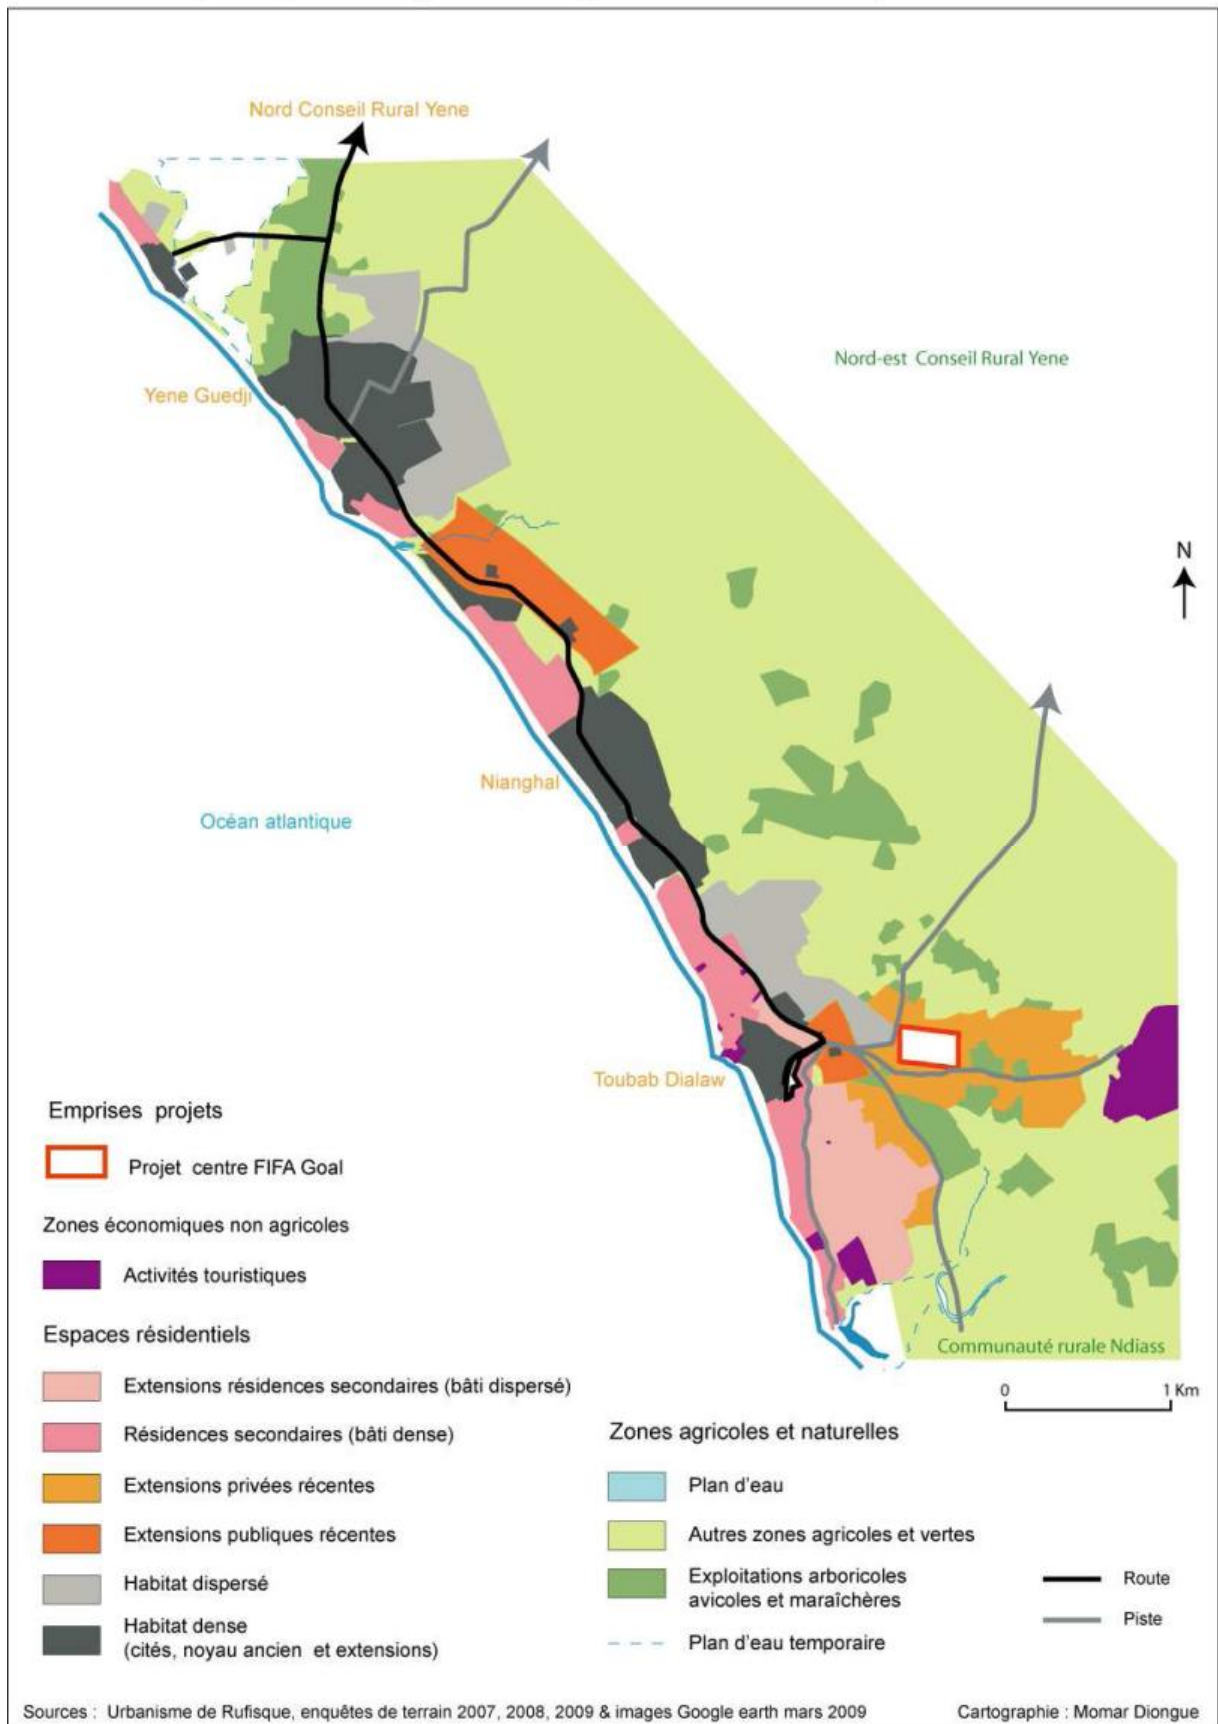 Nord Conseil Rural Yene
Nord-est Conseil Rural Yene
Yene Guedji
N
Nianghal
Océan atlantique
Toubab Dialaw
Communauté rurale Ndiass
0 1 Km
Emprises projets
Projet centre FIFA Goal
Zones économiques non agricoles
Activités touristiques
Espaces résidentiels
Extensions résidences secondaires (bâti dispersé)
Résidences secondaires (bâti dense)
Extensions privées récentes
Extensions publiques récentes
Habitat dispersé
Habitat dense
(cités, noyau ancien et extensions)
Zones agricoles et naturelles
Plan d'eau
Autres zones agricoles et vertes
Exploitations arboricoles
avicoles et maraîchères
Plan d'eau temporaire
Route
Piste
Sources : Urbanisme de Rufisque, enquêtes de terrain 2007, 2008, 2009 & images Google earth mars 2009
Cartographie : Momar Diongue